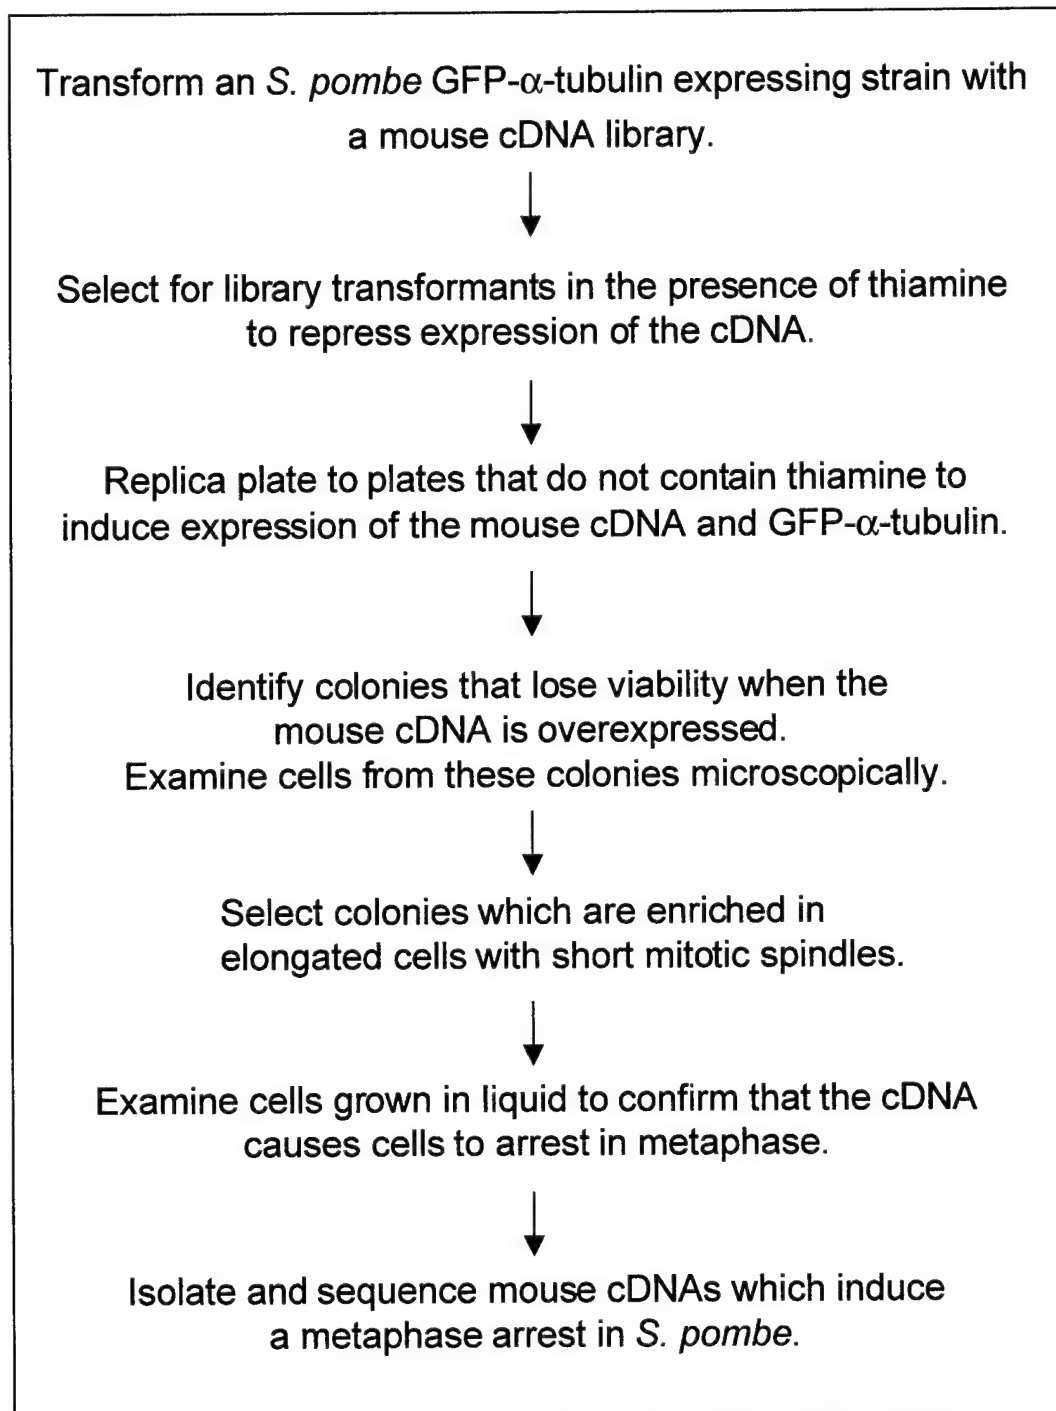 Transform an S. pombe GFP-α-tubulin expressing strain with
a mouse cDNA library.
Select for library transformants in the presence of thiamine
to repress expression of the cDNA.
Replica plate to plates that do not contain thiamine to
induce expression of the mouse cDNA and GFP-α-tubulin.
Identify colonies that lose viability when the
mouse cDNA is overexpressed.
Examine cells from these colonies microscopically.
Select colonies which are enriched in
elongated cells with short mitotic spindles.
Examine cells grown in liquid to confirm that the cDNA
causes cells to arrest in metaphase.
Isolate and sequence mouse cDNAs which induce
a metaphase arrest in S. pombe.